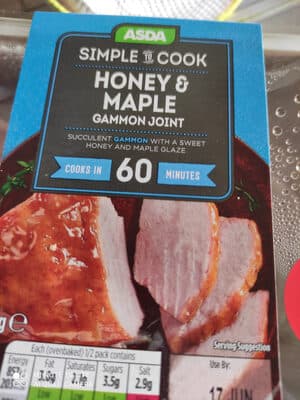 ASDA
SIMPLE TO COOK
HONEY &
MAPLE
GAMMON JOINT
SUCCULENT GAMMON WITH A SWEET
HONEY AND MAPLE GLAZE
COOKS IN 60 MINUTES
g e
Serving Suggestion
Each (ovenbaked) 1/2 pack contains
Energy Fat Saturates Sugars Salt
3.5g 2.9g
Use By:
17 JUN